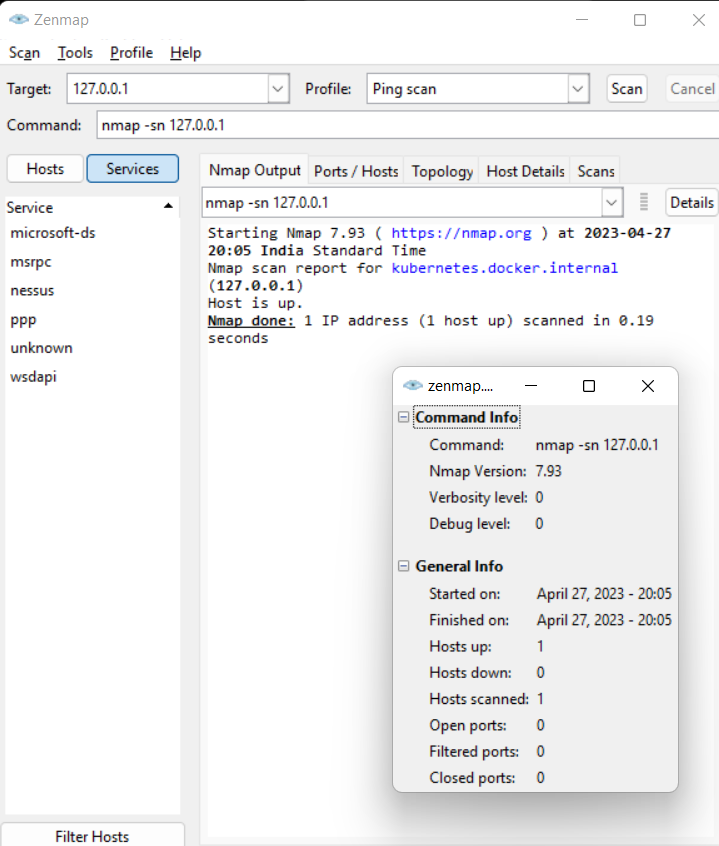 Zenmap
Scan Tools Profile Help
Target: 127.0.0.1 Profile: Ping scan Scan Cancel
Command: nmap -sn 127.0.0.1
Hosts Services
Nmap Output Ports / Hosts Topology Host Details Scans
Service
nmap -sn 127.0.0.1 Details
microsoft-ds
msrpc
nessus
ppp
unknown
wsdapi
Starting Nmap 7.93 ( https://nmap.org ) at 2023-04-27
20:05 India Standard Time
Nmap scan report for kubernetes.docker.internal
(127.0.0.1)
Host is up.
Nmap done: 1 IP address (1 host up) scanned in 0.19
seconds
zenmap....
Command Info
Command: nmap -sn 127.0.0.1
Nmap Version: 7.93
Verbosity level: 0
Debug level: 0
General Info
Started on: April 27, 2023 - 20:05
Finished on: April 27, 2023 - 20:05
Hosts up: 1
Hosts down: 0
Hosts scanned: 1
Open ports: 0
Filtered ports: 0
Closed ports: 0
Filter Hosts